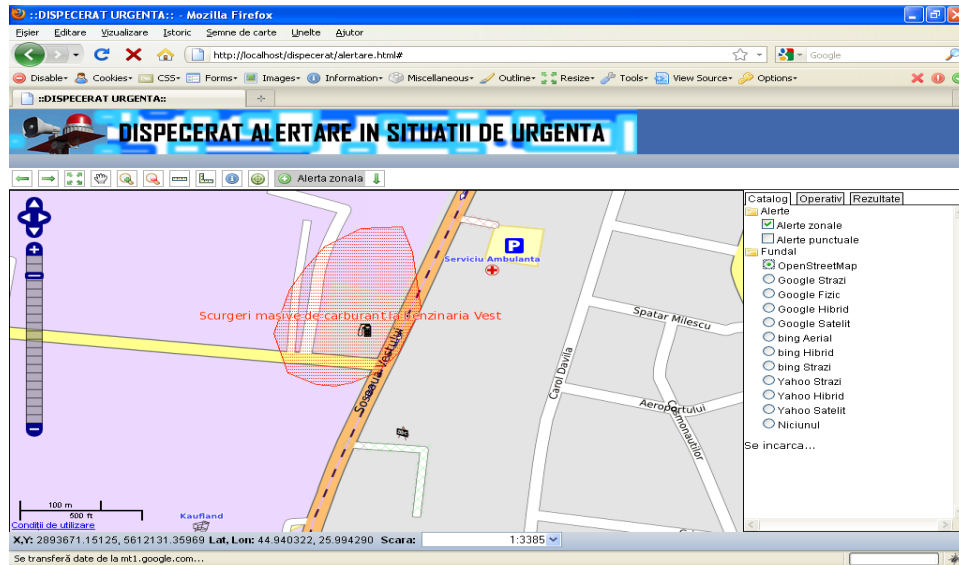 ::DISPECERAT URGENTA:: - Mozilla Firefox
Fişier Editare Vizualizare Istoric Semne de carte Unelte Ajutor
http://localhost/dispecerat/alertare.html#
Google
Disable Cookies CSS Forms Images Information Miscellaneous Outline Resize Tools View Source Options
::DISPECERAT URGENTA::
DISPECERAT ALERTARE IN SITUATII DE URGENTA
Alerta zonala
Catalog Operativ Rezultate
Alerte
Alerte zonale
Alerte punctuale
Fundal
OpenStreetMap
Google Strazi
Google Fizic
Google Hibrid
Google Satelit
bing Aerial
bing Hibrid
bing Strazi
Yahoo Strazi
Yahoo Hibrid
Yahoo Satelit
Niciunul
Se incarca...
P
Serviciu Ambulanta
Scurgeri masive de carburant la Benzinaria Vest
Soseaua Vestului
Spatar Milescu
Carol Davila
Aeroportului
Cosmonautilor
Kaufland
100 m
500 ft
Condiţii de utilizare
X,Y: 2893671.15125, 5612131.35969 Lat, Lon: 44.940322, 25.994290 Scara: 1:3385
Se transferă date de la mt1.google.com...